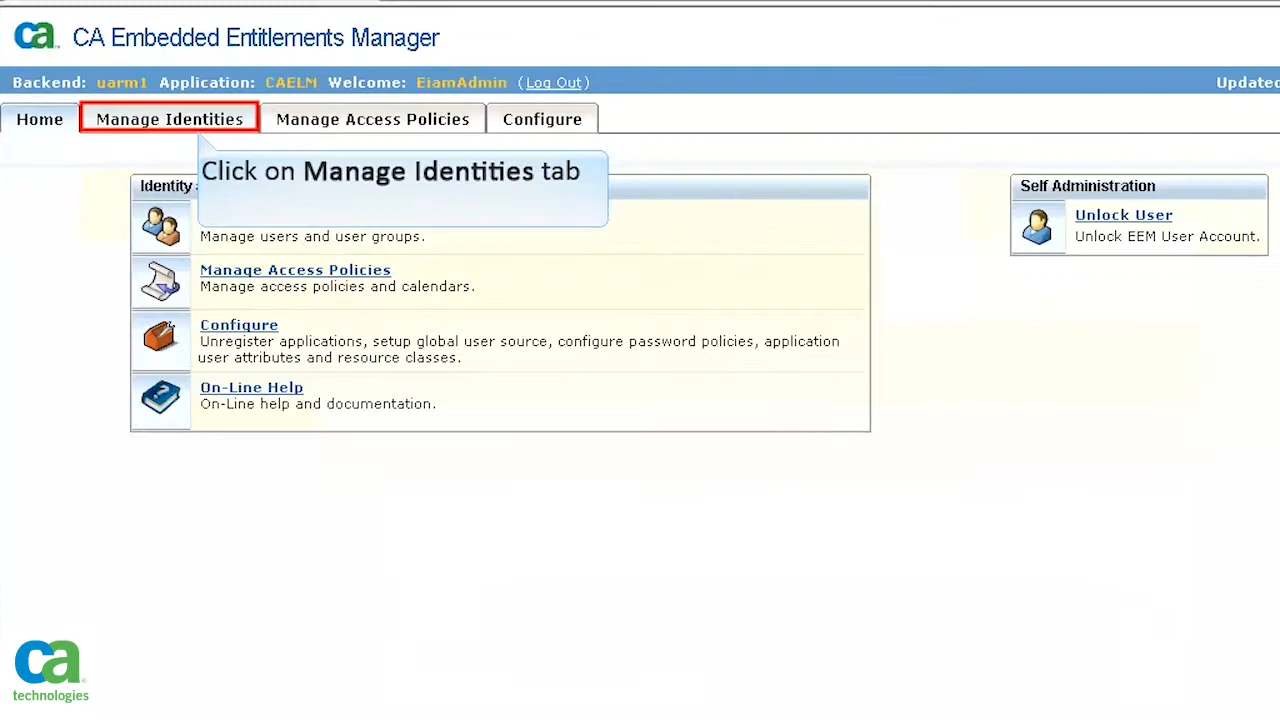 ca CA Embedded Entitlements Manager
Backend: uarm1 Application: CAELM Welcome: EiamAdmin (Log Out) Updated
Home Manage Identities Manage Access Policies Configure
Click on Manage Identities tab
Identity
Manage users and user groups.
Manage Access Policies
Manage access policies and calendars.
Configure
Unregister applications, setup global user source, configure password policies, application
user attributes and resource classes.
On-Line Help
On-Line help and documentation.
Self Administration
Unlock User
Unlock EEM User Account.
ca
technologies